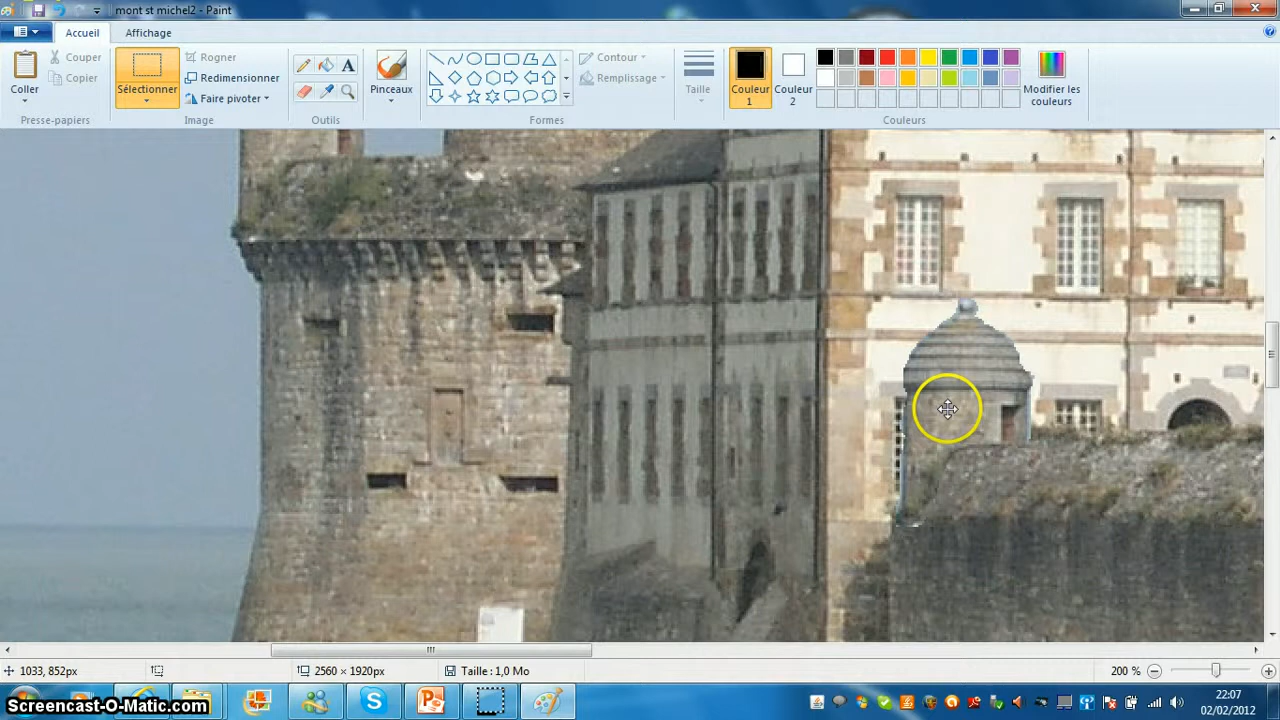 mont st michel2 - Paint
Accueil Affichage
Coller
Couper
Copier
Presse-papiers
Sélectionner
Rogner
Redimensionner
Faire pivoter
Image
A
Outils
Pinceaux
Contour
Remplissage
Formes
Taille
Couleur 1
Couleur 2
Modifier les couleurs
Couleurs
1033, 852px
2560 × 1920px
Taille : 1,0 Mo
200 %
Screencast-O-Matic.com
22:07
02/02/2012